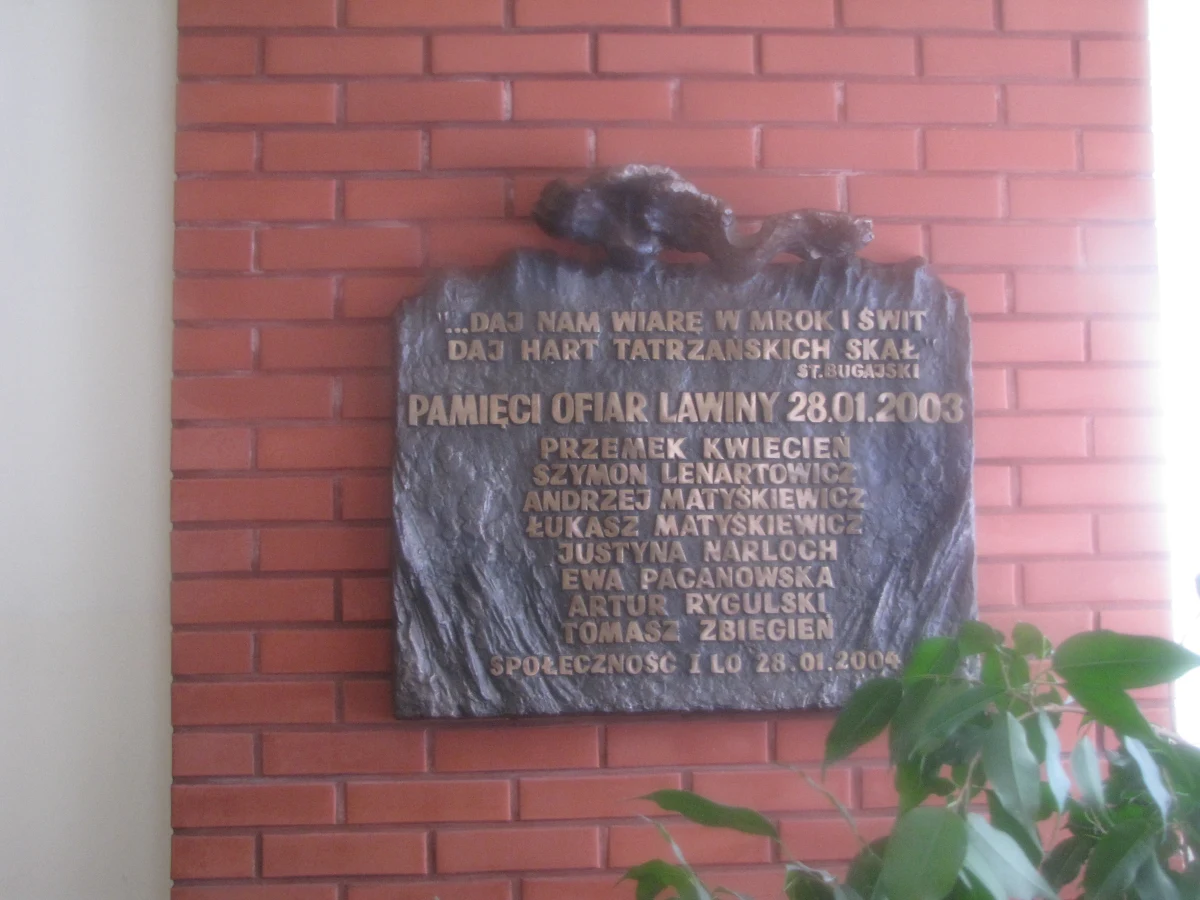 "...DAJ NAM WIARĘ W MROK I ŚWIT
DAJ HART TATRZAŃSKICH SKAŁ"
ST. BUGAJSKI
PAMIĘCI OFIAR LAWINY 28.01.2003
PRZEMEK KWIECIEŃ
SZYMON LENARTOWICZ
ANDRZEJ MATYŚKIEWICZ
ŁUKASZ MATYŚKIEWICZ
JUSTYNA NARLOCH
EWA PACANOWSKA
ARTUR RYGULSKI
TOMASZ ZBIEGIEŃ
SPOŁECZNOŚĆ I LO 28.01.2004